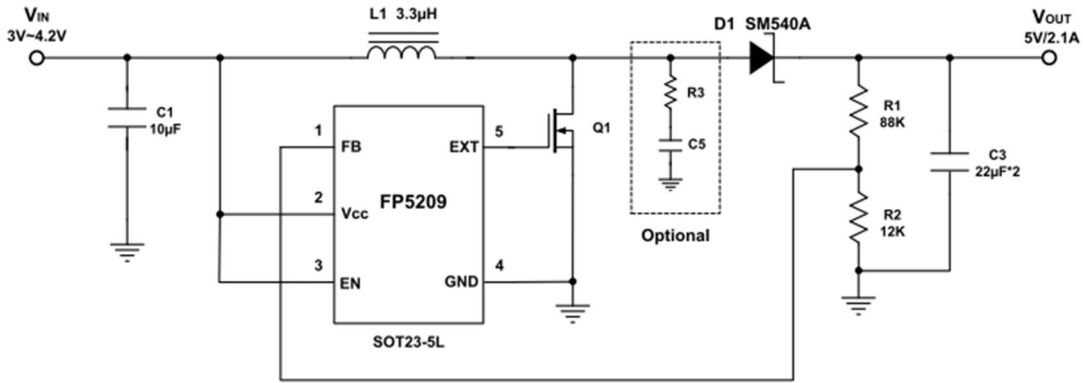 VIN
3V~4.2V
L1 3.3μH
D1 SM540A
VOUT
5V/2.1A
C1
10μF
1
FB
2
Vcc
3
EN
FP5209
5
EXT
4
GND
SOT23-5L
Q1
R3
C5
Optional
R1
88K
R2
12K
C3
22μF*2